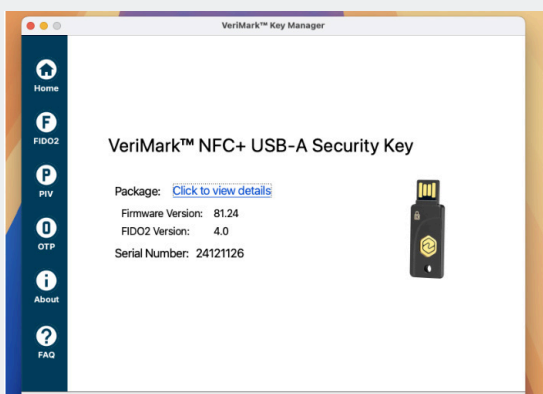 VeriMark™ Key Manager
Home
FIDO2
PIV
OTP
About
FAQ
VeriMark™ NFC+ USB-A Security Key
Package: Click to view details
Firmware Version: 81.24
FIDO2 Version: 4.0
Serial Number: 24121126